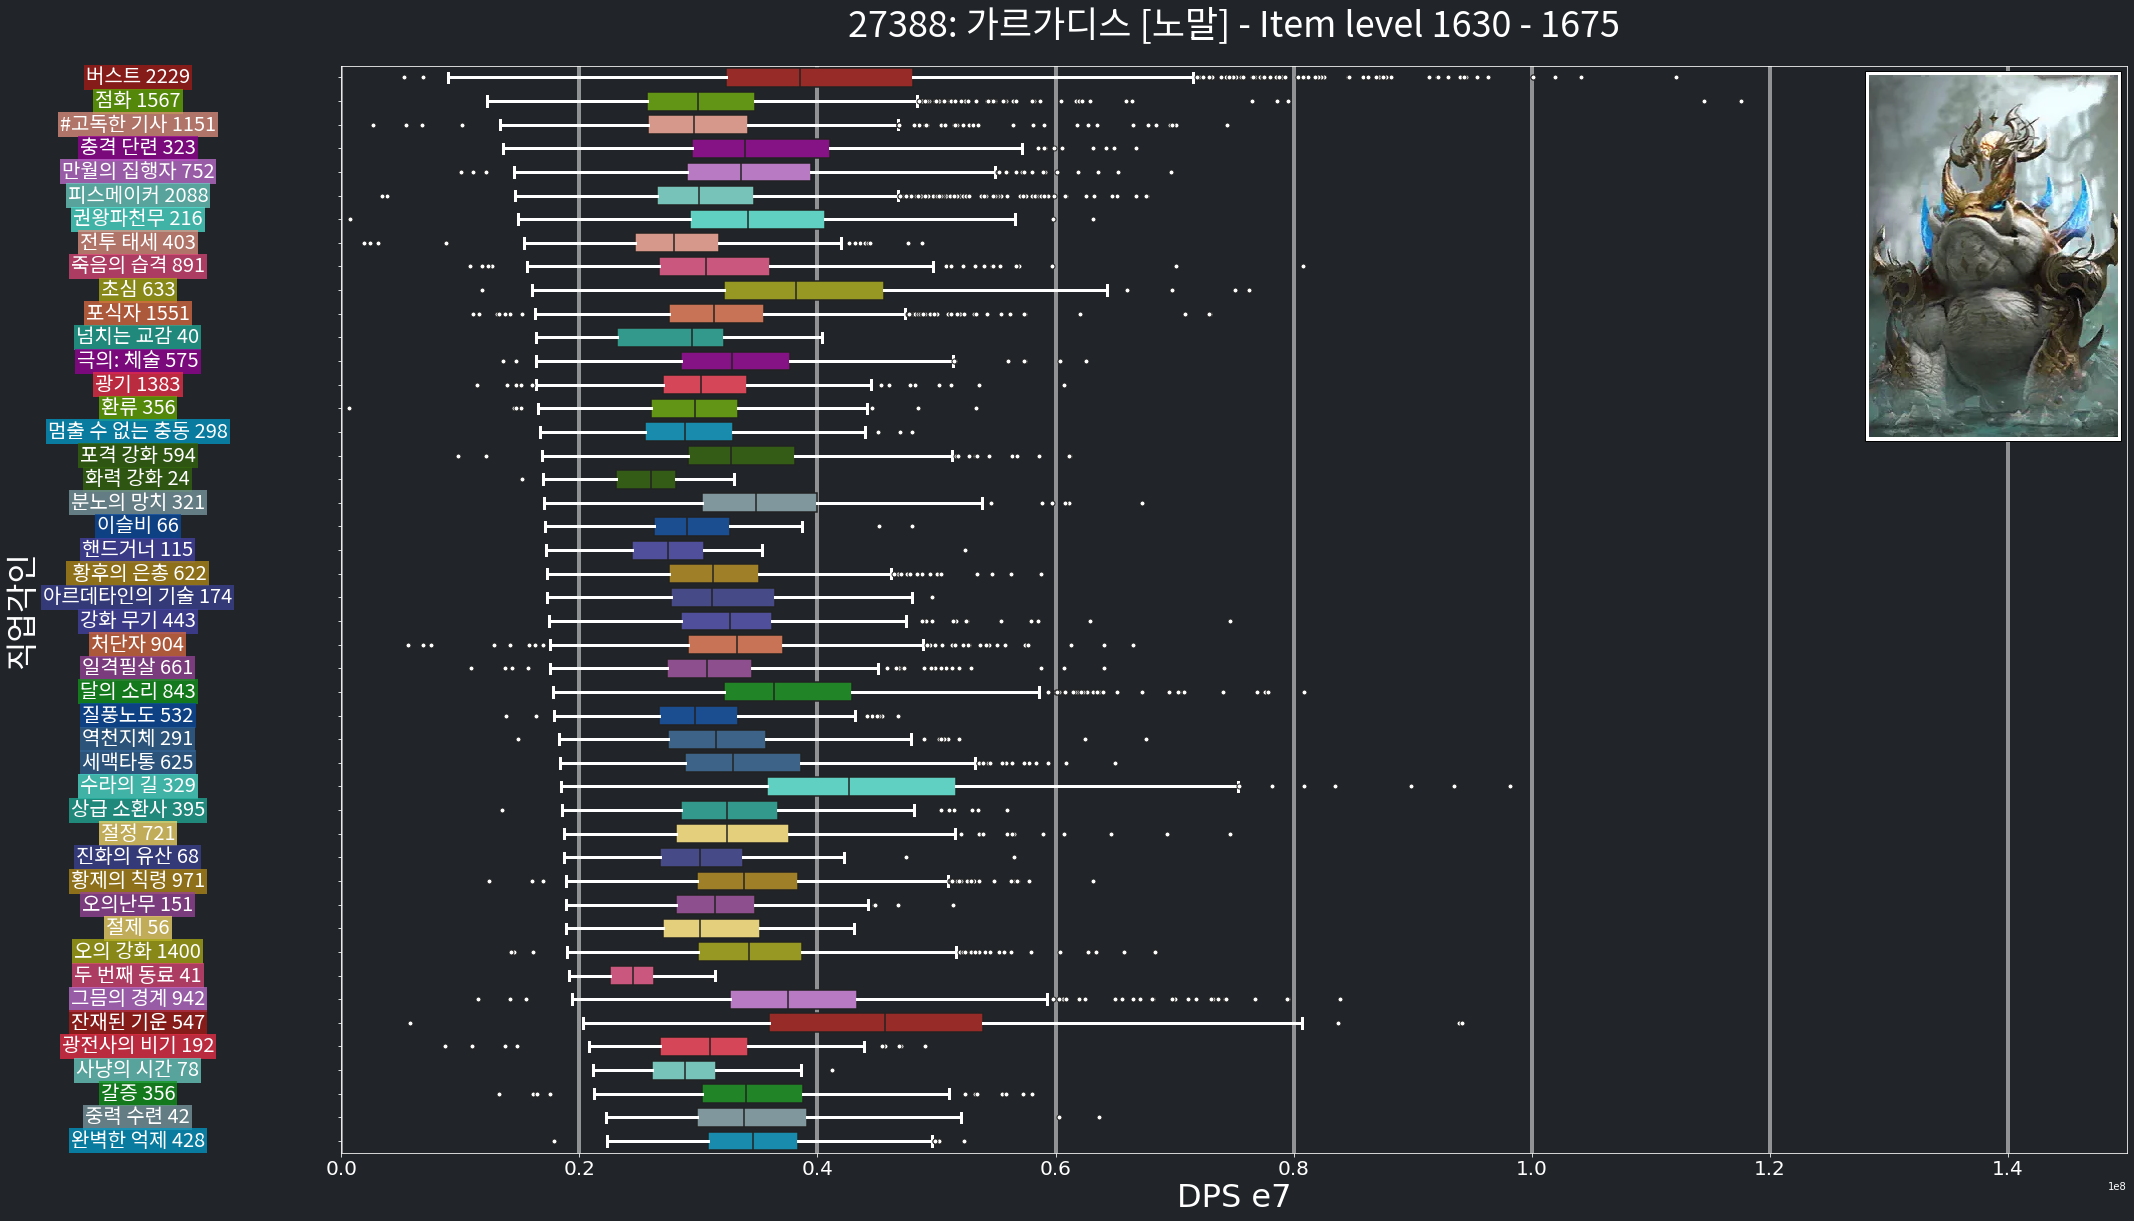 27388: 가르가디스 [노말] - Item level 1630 - 1675
직업각인
버스트 2229
점화 1567
#고독한 기사 1151
충격 단련 323
만월의 집행자 752
피스메이커 2088
권왕파천무 216
전투 태세 403
죽음의 습격 891
초심 633
포식자 1551
넘치는 교감 40
극의: 체술 575
광기 1383
환류 356
멈출 수 없는 충동 298
포격 강화 594
화력 강화 24
분노의 망치 321
이슬비 66
핸드거너 115
황후의 은총 622
아르데타인의 기술 174
강화 무기 443
처단자 904
일격필살 661
달의 소리 843
질풍노도 532
역천지체 291
세맥타통 625
수라의 길 329
상급 소환사 395
절정 721
진화의 유산 68
황제의 칙령 971
오의난무 151
절제 56
오의 강화 1400
두 번째 동료 41
그믐의 경계 942
잔재된 기운 547
광전사의 비기 192
사냥의 시간 78
갈증 356
중력 수련 42
완벽한 억제 428
0.0 0.2 0.4 0.6 0.8 1.0 1.2 1.4
1e8
DPS e7